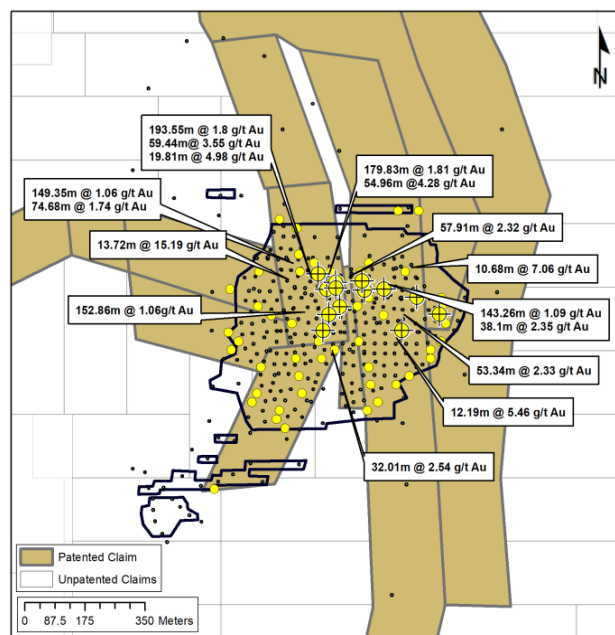 N
193.55m @ 1.8 g/t Au
59.44m @ 3.55 g/t Au
19.81m @ 4.98 g/t Au
179.83m @ 1.81 g/t Au
54.96m @4.28 g/t Au
149.35m @ 1.06 g/t Au
74.68m @ 1.74 g/t Au
57.91m @ 2.32 g/t Au
13.72m @ 15.19 g/t Au
10.68m @ 7.06 g/t Au
152.86m @ 1.06g/t Au
143.26m @ 1.09 g/t Au
38.1m @ 2.35 g/t Au
53.34m @ 2.33 g/t Au
12.19m @ 5.46 g/t Au
32.01m @ 2.54 g/t Au
Patented Claim
Unpatented Claims
0 87.5 175 350
Meters